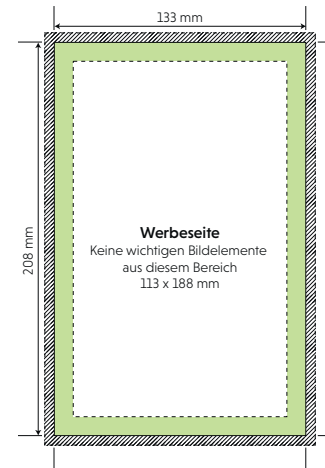 133 mm
208 mm
Werbeseite
Keine wichtigen Bildelemente
aus diesem Bereich
113 x 188 mm